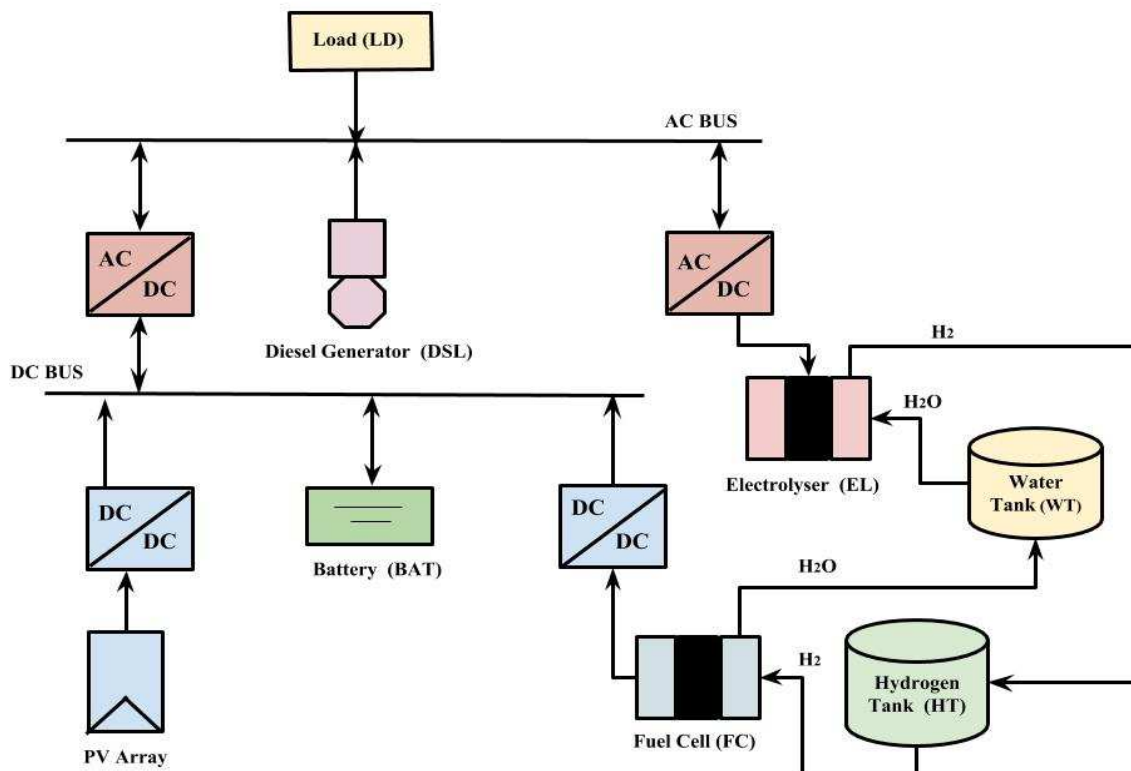 Load (LD)
AC BUS
AC
DC
AC
DC
Diesel Generator (DSL)
H2
DC BUS
H2O
Electrolyser (EL)
Water
Tank (WT)
DC
DC
DC
DC
Battery (BAT)
H2O
H2
Hydrogen
Tank (HT)
Fuel Cell (FC)
PV Array